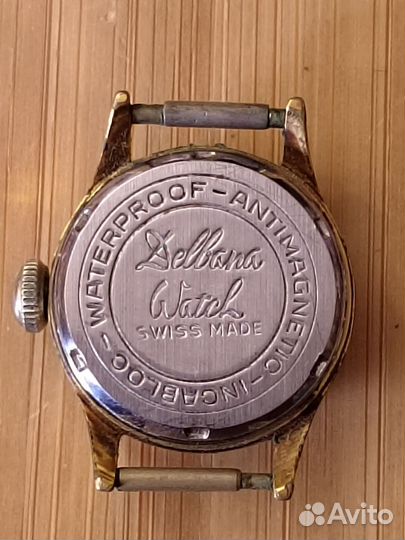 WATERPROOF-ANTIMAGNETIC-INCABLOC-
Delbana
Watch
SWISS MADE
Avito